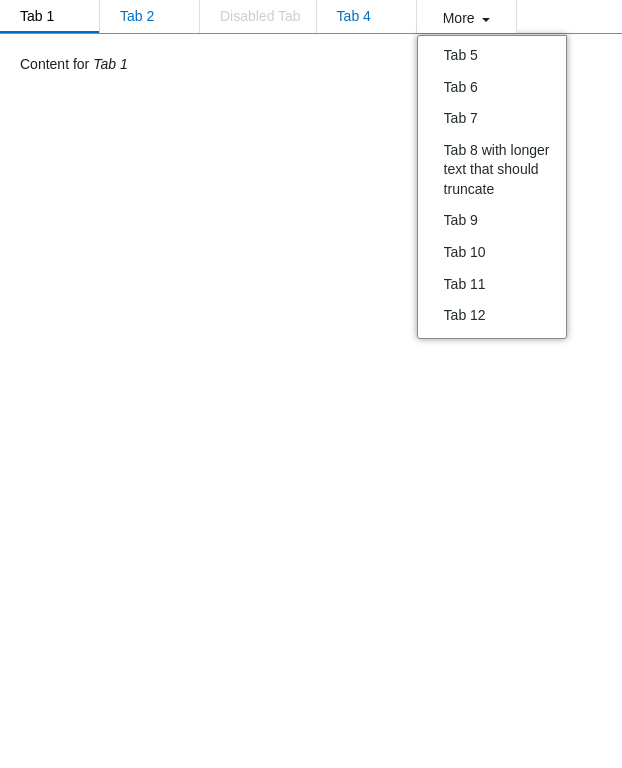 Tab 1
Tab 2
Disabled Tab
Tab 4
More
Content for Tab 1
Tab 5
Tab 6
Tab 7
Tab 8 with longer
text that should
truncate
Tab 9
Tab 10
Tab 11
Tab 12